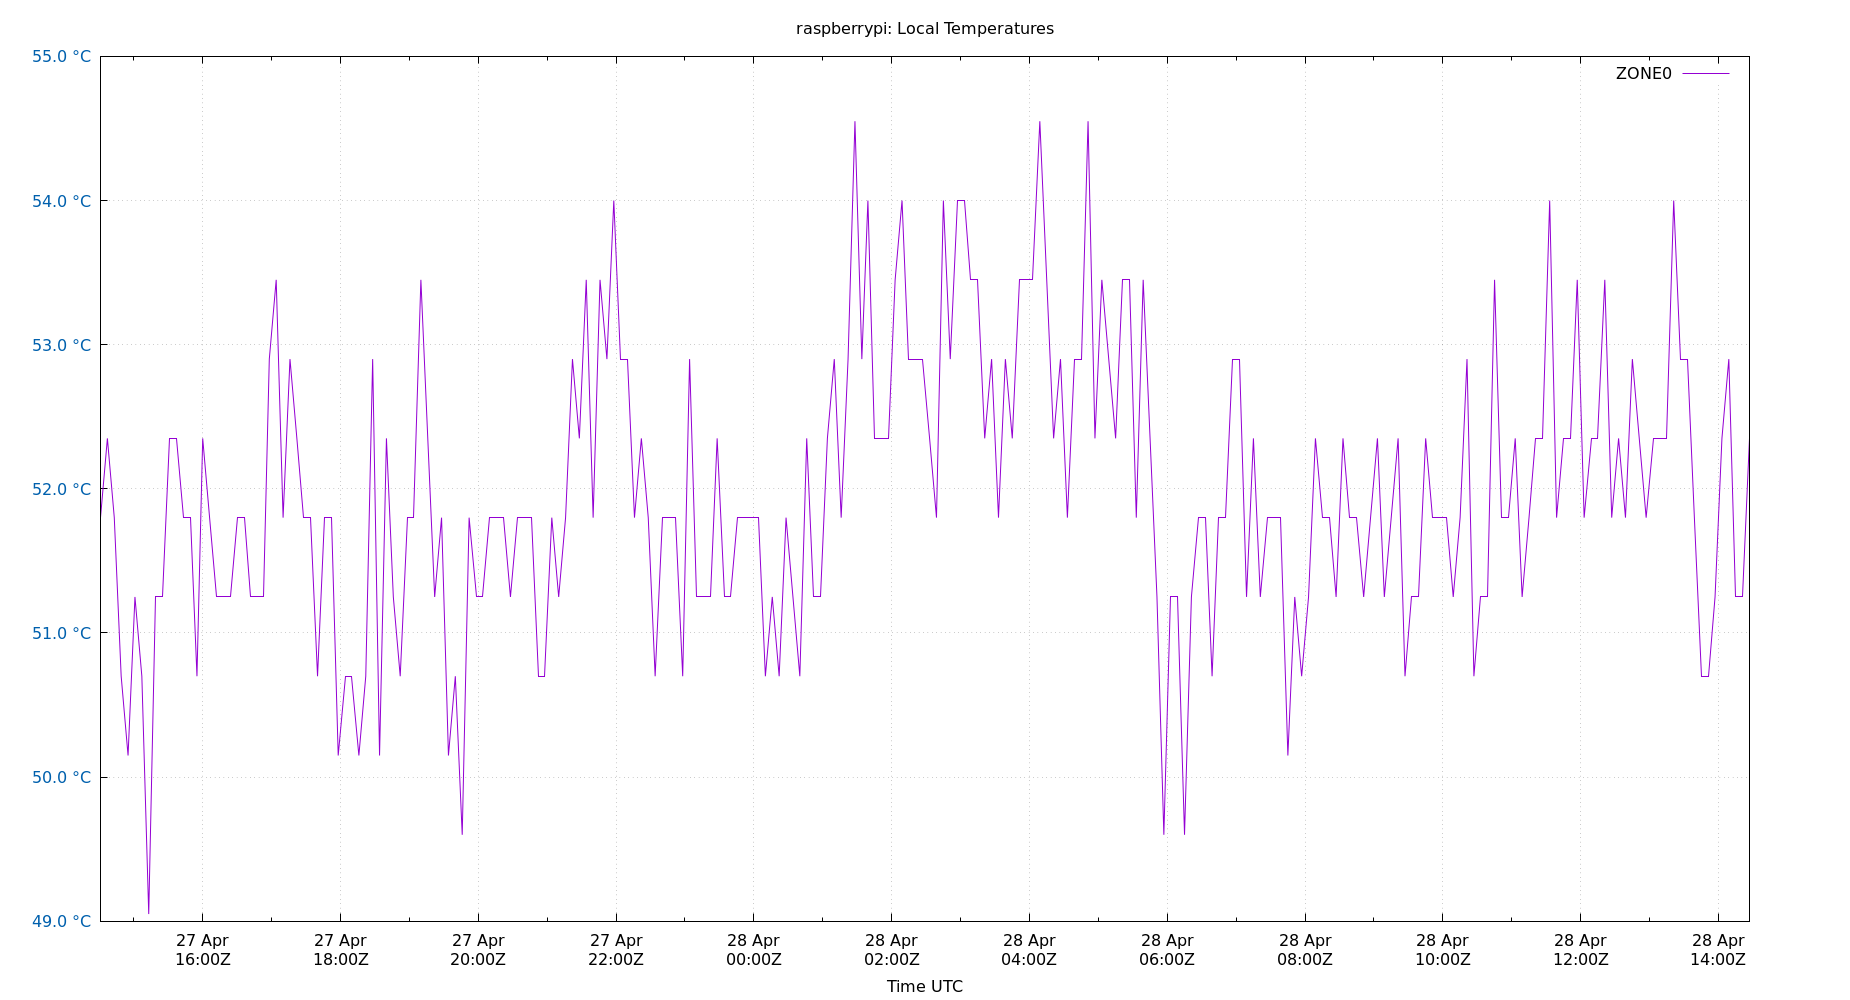 raspberrypi: Local Temperatures
55.0 °C
ZONE0
54.0 °C
53.0 °C
52.0 °C
51.0 °C
50.0 °C
49.0 °C
27 Apr 27 Apr 27 Apr 27 Apr 28 Apr 28 Apr 28 Apr 28 Apr 28 Apr 28 Apr 28 Apr 28 Apr
16:00Z 18:00Z 20:00Z 22:00Z 00:00Z 02:00Z 04:00Z 06:00Z 08:00Z 10:00Z 12:00Z 14:00Z
Time UTC